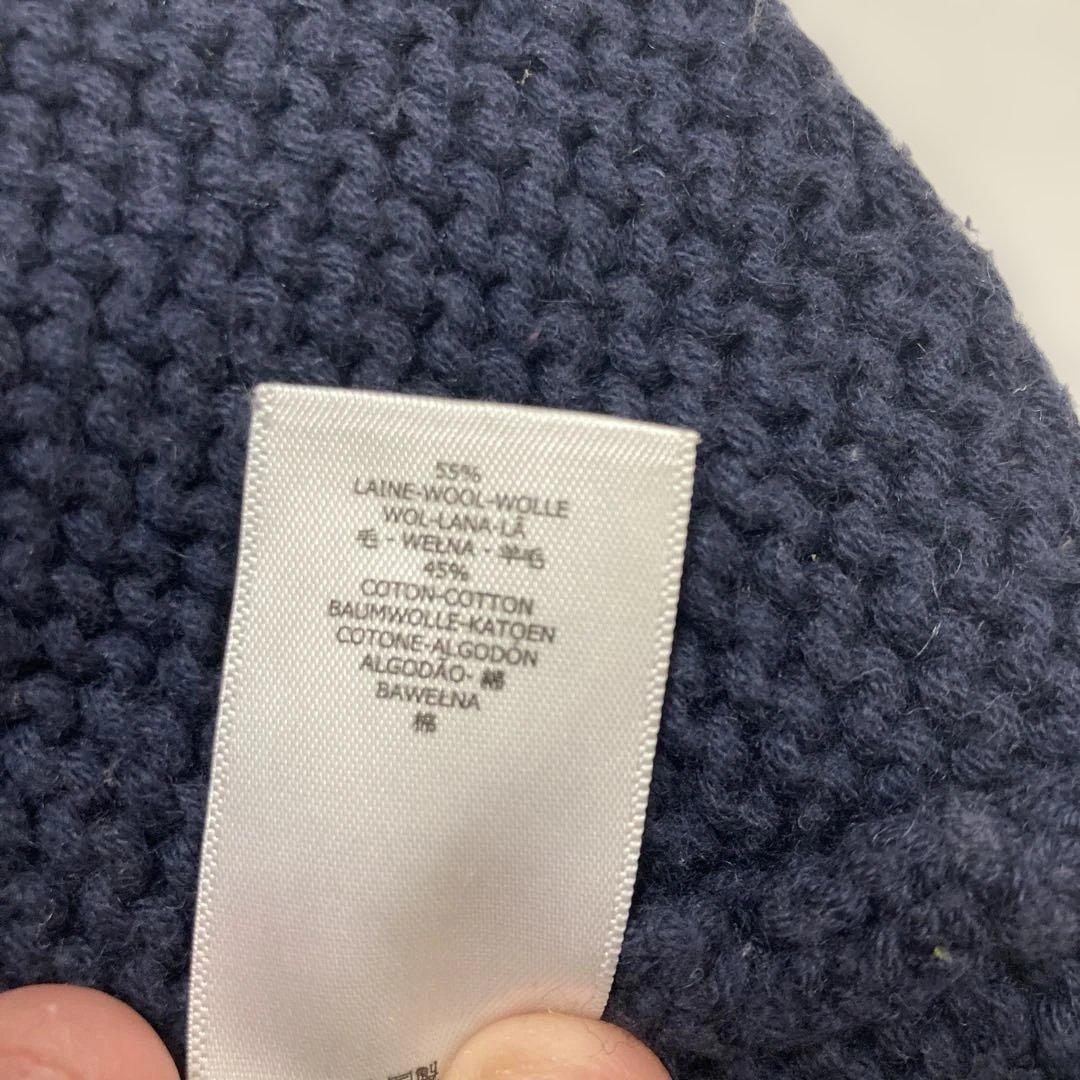 55%
LAINE-WOOL-WOLLE
WOL-LANA-LÃ
毛 - WEŁNA - 羊毛
45%
COTON-COTTON
BAUMWOLLE-KATOEN
COTONE-ALGODÓN
ALGODÃO- 綿
BAWEŁNA
棉